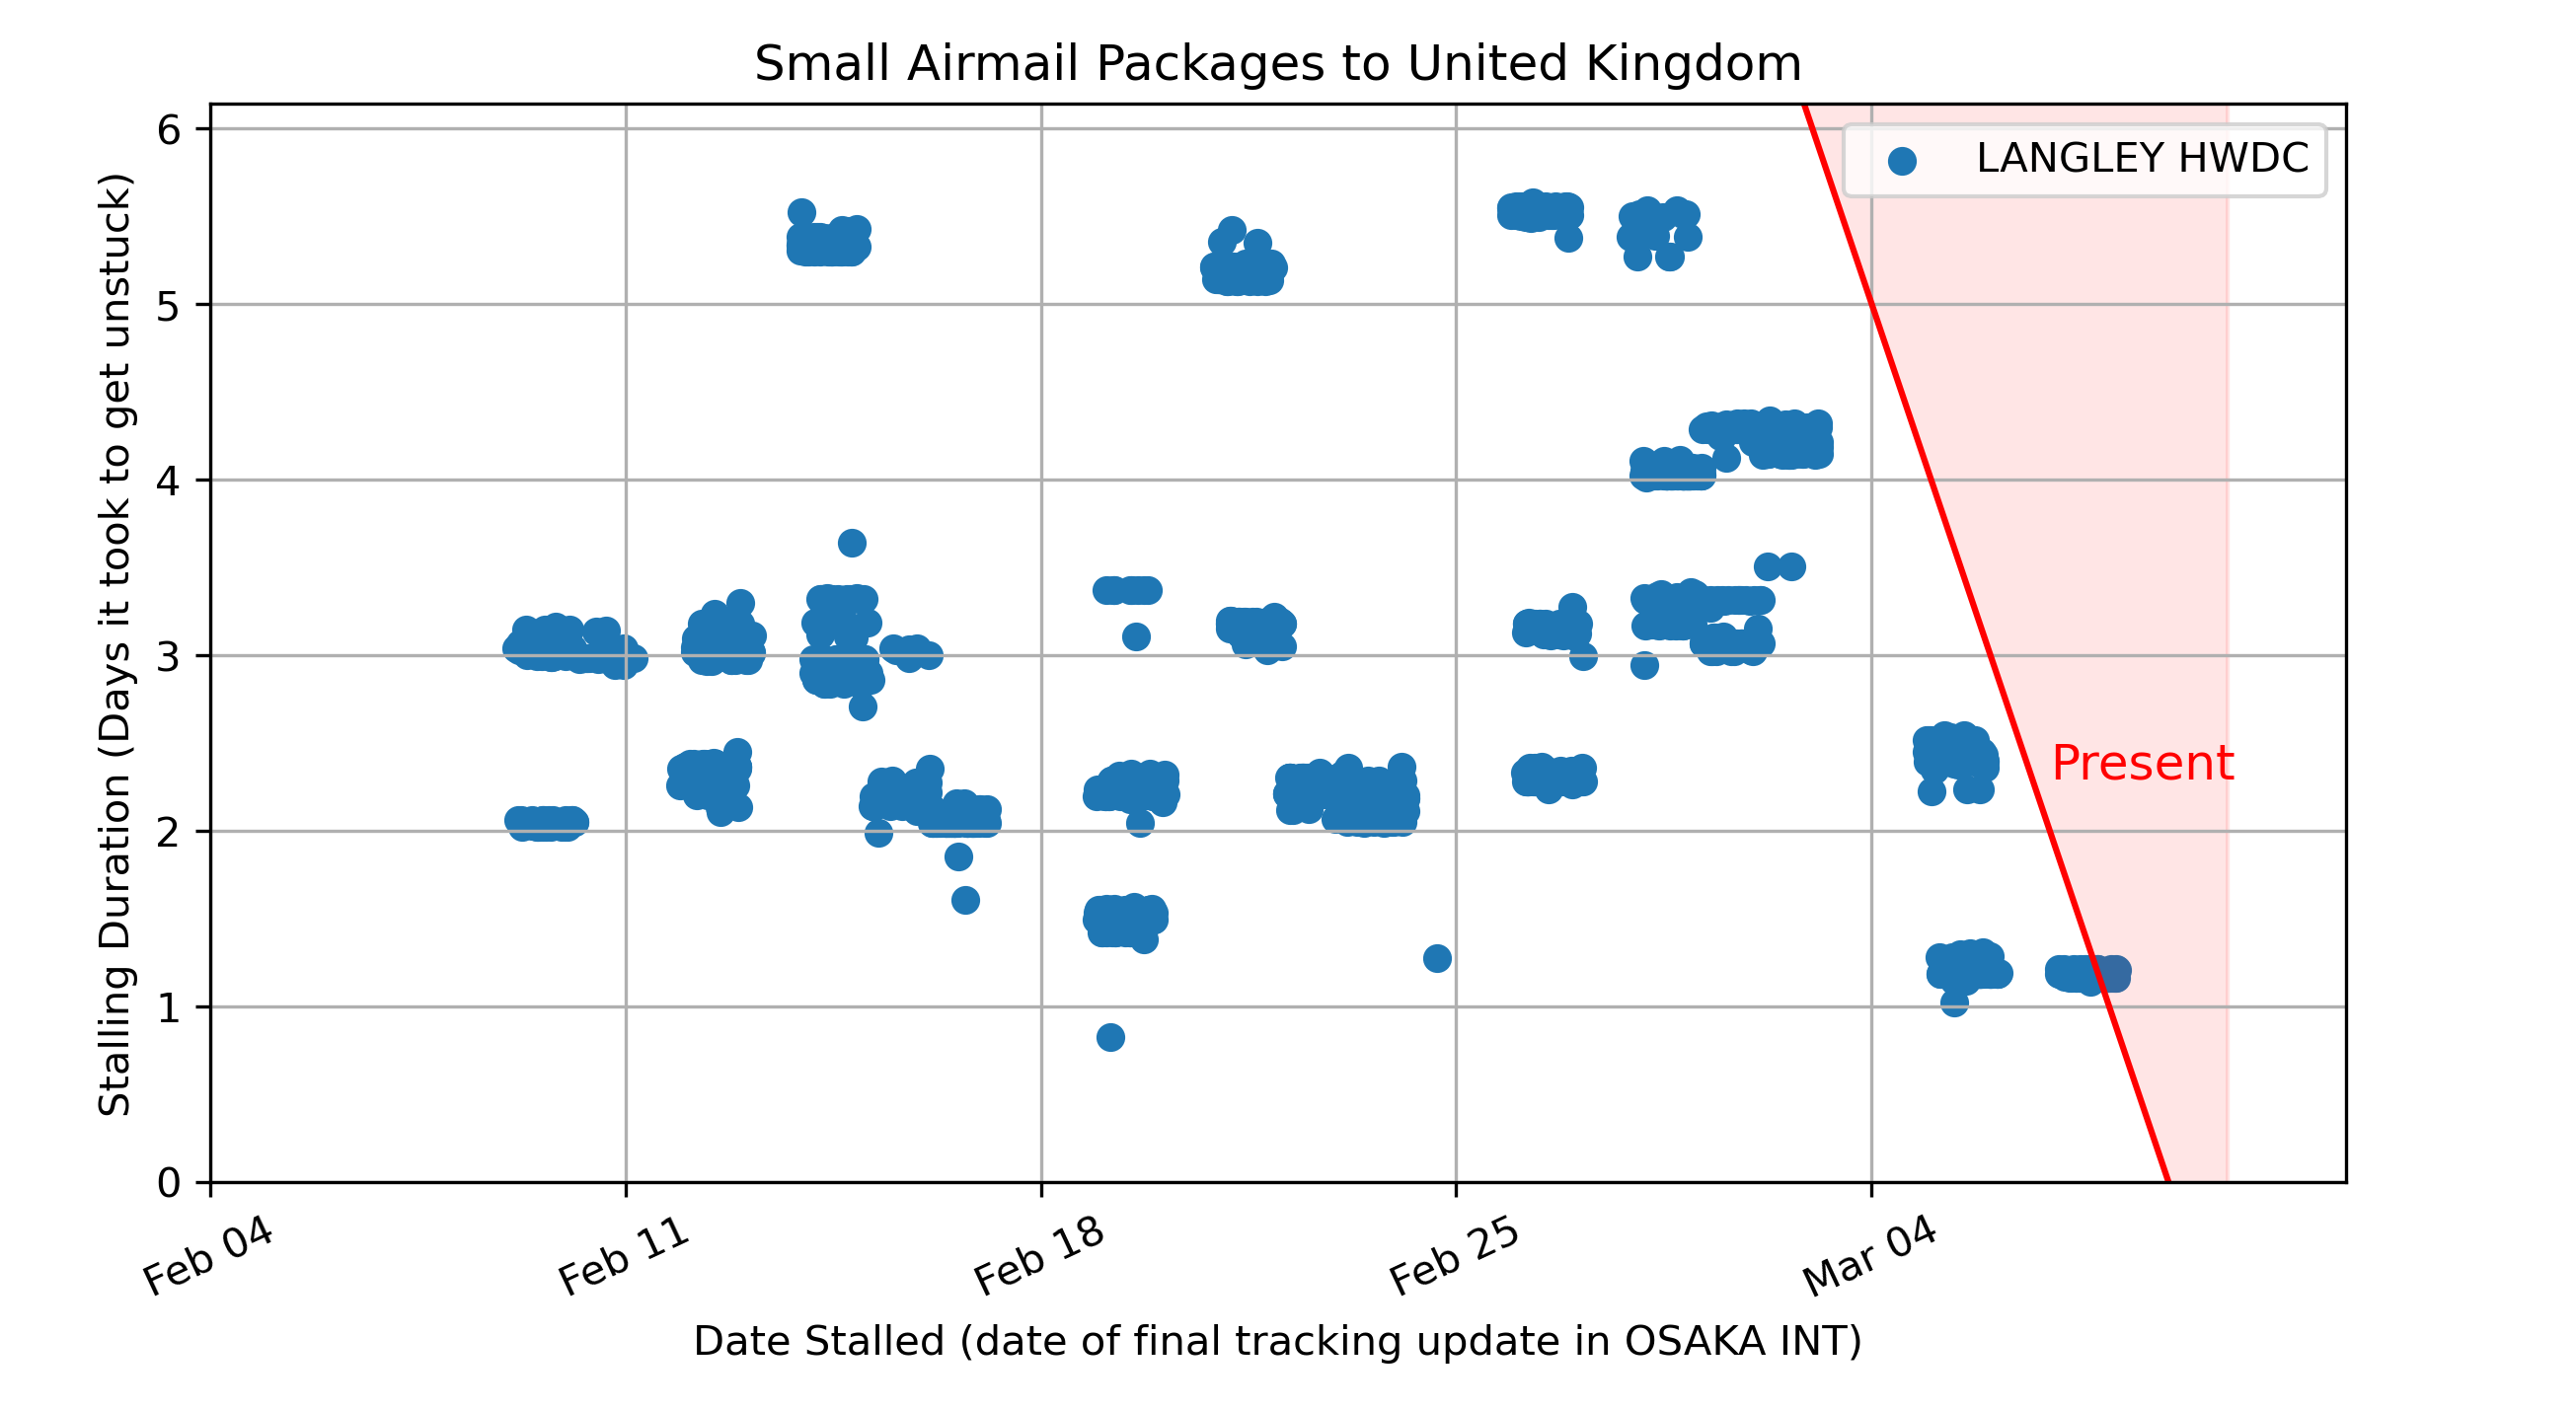 Small Airmail Packages to United Kingdom
LANGLEY HWDC
Present
Stalling Duration (Days it took to get unstuck)
6
5
4
3
2
1
0
Feb 04
Feb 11
Feb 18
Feb 25
Mar 04
Date Stalled (date of final tracking update in OSAKA INT)